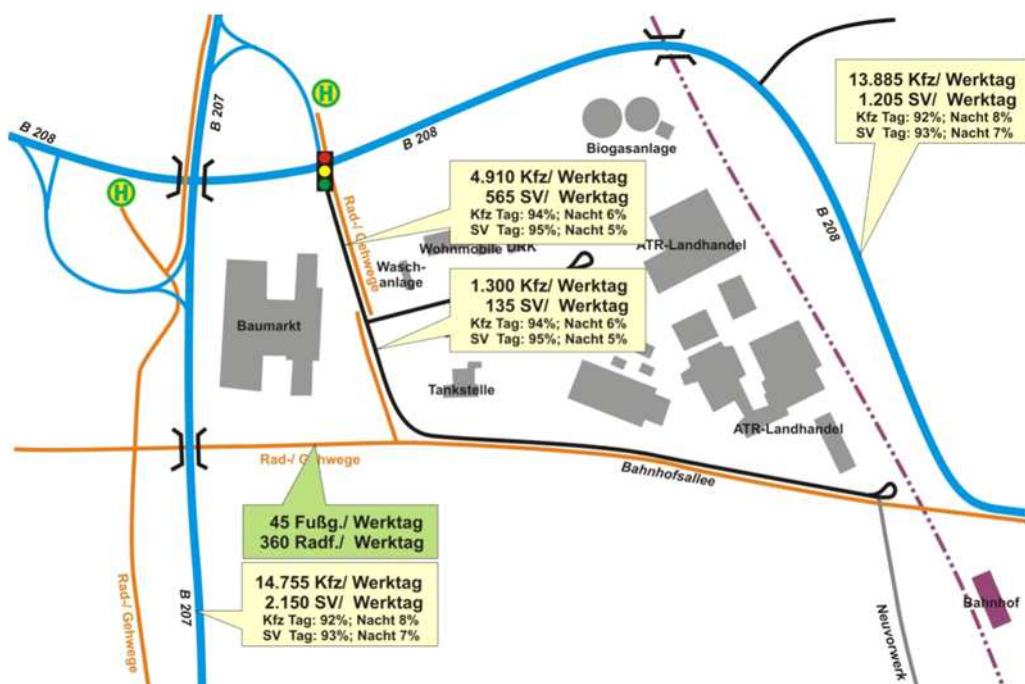 B 207
H
B 208
B 208
H
B 207
13.885 Kfz/ Werktag
1.205 SV/ Werktag
Kfz Tag: 92%; Nacht 8%
SV Tag: 93%; Nacht 7%
Biogasanlage
4.910 Kfz/ Werktag
565 SV/ Werktag
Kfz Tag: 94%; Nacht 6%
SV Tag: 95%; Nacht 5%
Rad-/ Gehwege
Wohnmobile DRK
ATR-Landhandel
B 208
Wasch-
anlage
1.300 Kfz/ Werktag
135 SV/ Werktag
Kfz Tag: 94%; Nacht 6%
SV Tag: 95%; Nacht 5%
Baumarkt
Tankstelle
ATR-Landhandel
Rad-/ Gehwege
Bahnhofsallee
45 Fußg./ Werktag
360 Radf./ Werktag
14.755 Kfz/ Werktag
2.150 SV/ Werktag
Kfz Tag: 92%; Nacht 8%
SV Tag: 93%; Nacht 7%
Rad-/ Gehwege
B 207
Neuvorwerk
Bahnhof